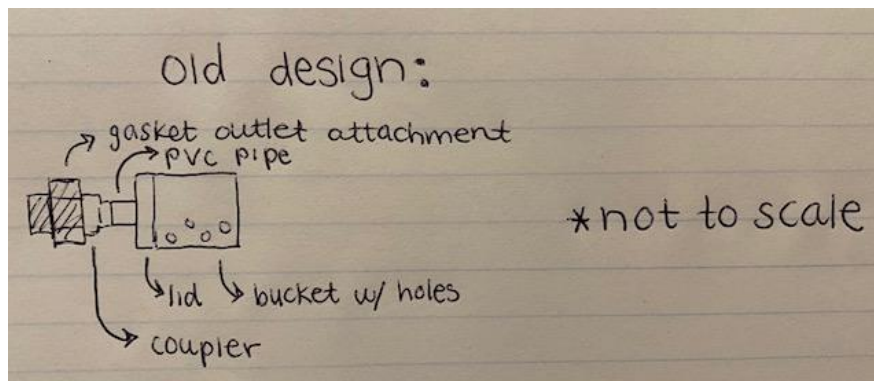 old design:
gasket outlet attachment
PVC pipe
*not to scale
lid
bucket w/ holes
coupler